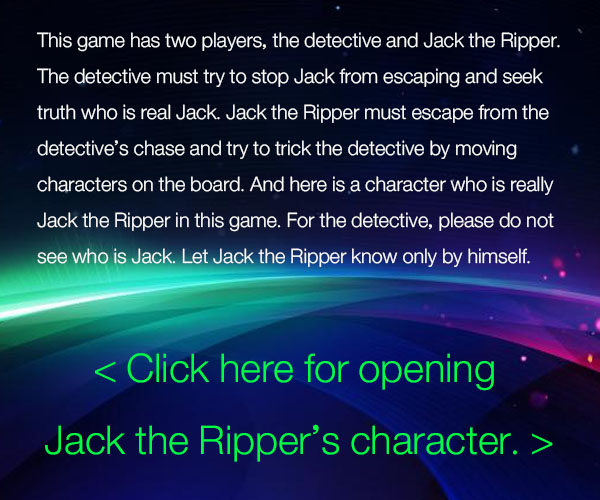 This game has two players, the detective and Jack the Ripper.
The detective must try to stop Jack from escaping and seek
truth who is real Jack. Jack the Ripper must escape from the
detective’s chase and try to trick the detective by moving
characters on the board. And here is a character who is really
Jack the Ripper in this game. For the detective, please do not
see who is Jack. Let Jack the Ripper know only by himself.
< Click here for opening
Jack the Ripper’s character. >